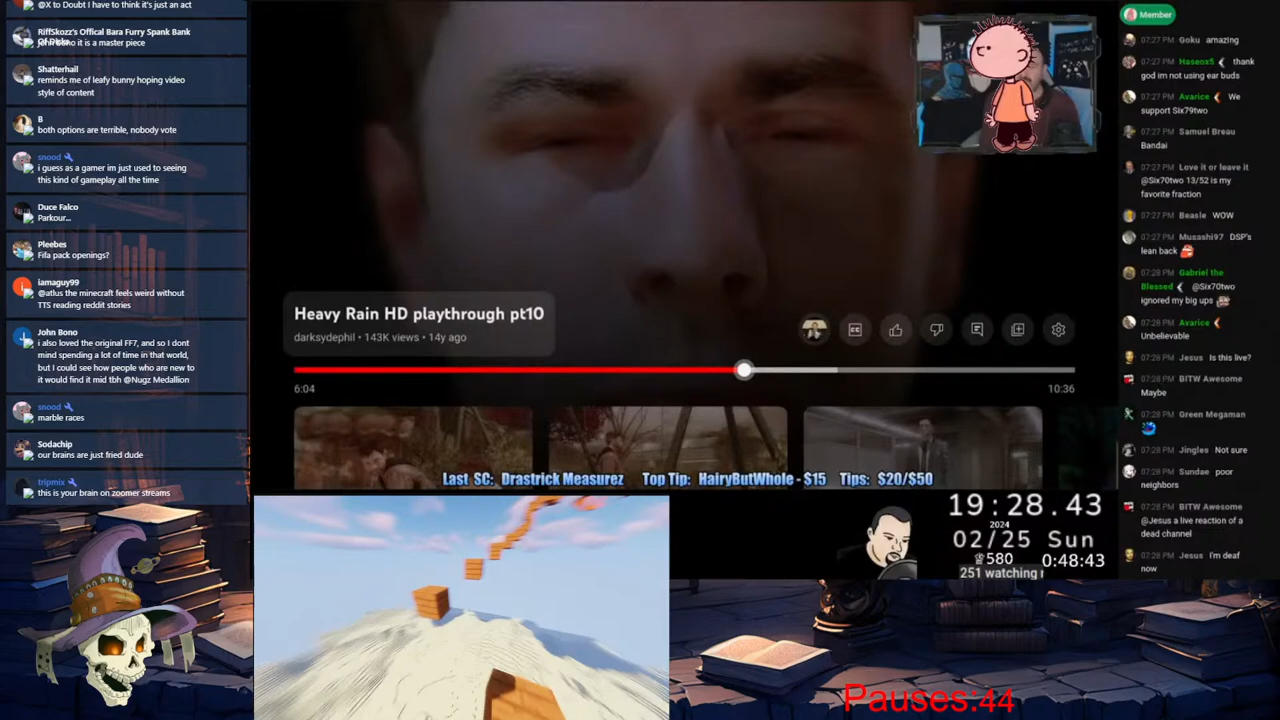 @X to Doubt I have to think it's just an act
RiffSkozz's Offical Bara Furry Spank Bank
it is a master piece
Shatterhail
reminds me of leafy bunny hoping video
style of content
B
both options are terrible, nobody vote
snood
i guess as a gamer im just used to seeing
this kind of gameplay all the time
Duce Falco
Parkour...
Pleebes
Fifa pack openings?
iamaguy99
@atlus the minecraft feels weird without
TTS reading reddit stories
John Bono
i also loved the original FF7, and so I dont
mind spending a lot of time in that world,
but I could see how people who are new to
it would find it mid tbh @Nugz Medallion
snood
marble races
Sodachip
our brains are just fried dude
tripmix
this is your brain on zoomer streams
Heavy Rain HD playthrough pt10
darksydephil • 143K views • 14y ago
CC
6:04
10:36
Last SC: Drastrick Measurez Top Tip: HairyButWhole - $15 Tips: $20/$50
19:28.43
2024
02/25 Sun
580 0:48:43
251 watching
Pauses:44
Member
07:27 PM Goku amazing
07:27 PM Haseox5 thank
god im not using ear buds
07:27 PM Avarice We
support Six79two
07:27 PM Samuel Breau
Bandai
07:27 PM Love it or leave it
@Six70two 13/52 is my
favorite fraction
07:27 PM Beasle WOW
07:27 PM Musashi97 DSP's
lean back
07:28 PM Gabriel the
Blessed @Six70two
ignored my big ups
07:28 PM Avarice
Unbelievable
07:28 PM Jesus Is this live?
07:28 PM BITW Awesome
Maybe
07:28 PM Green Megaman
07:28 PM Jingles Not sure
07:28 PM Sundae poor
neighbors
07:28 PM BITW Awesome
@Jesus a live reaction of a
dead channel
07:28 PM Jesus I'm deaf
now